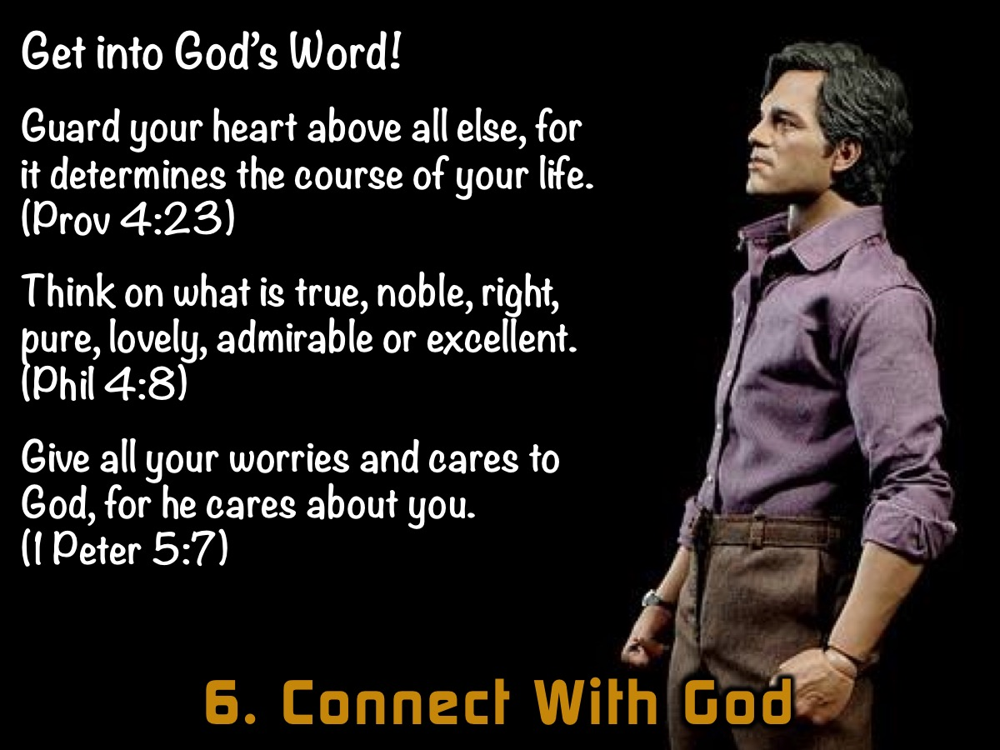 Get into God’s Word!
Guard your heart above all else, for
it determines the course of your life.
(Prov 4:23)
Think on what is true, noble, right,
pure, lovely, admirable or excellent.
(Phil 4:8)
Give all your worries and cares to
God, for he cares about you.
(1 Peter 5:7)
6. Connect With God